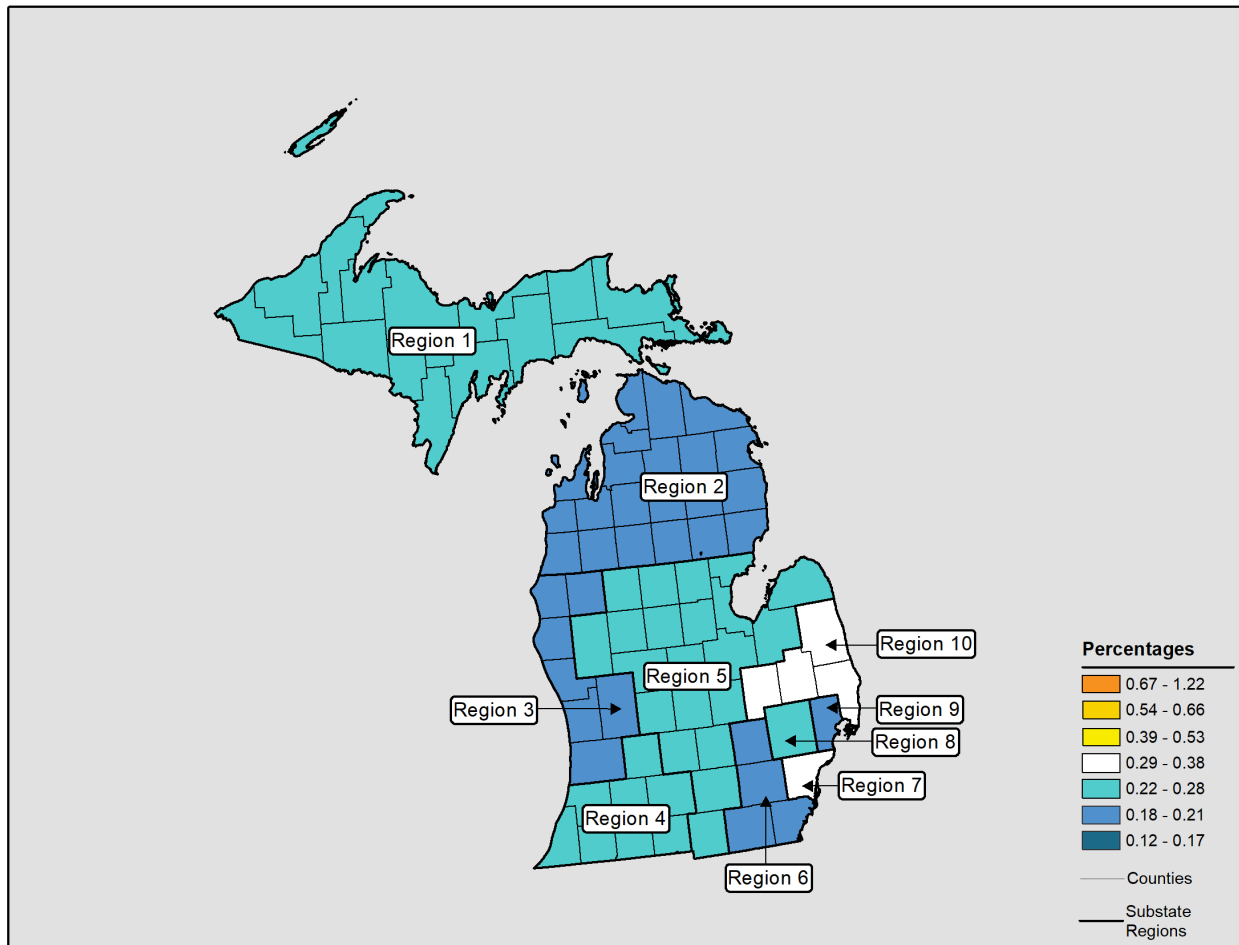 Region 1
Region 2
Region 10
Region 5
Region 3
Region 9
Region 8
Region 7
Region 4
Region 6
Percentages
0.67 - 1.22
0.54 - 0.66
0.39 - 0.53
0.29 - 0.38
0.22 - 0.28
0.18 - 0.21
0.12 - 0.17
Counties
Substate
Regions